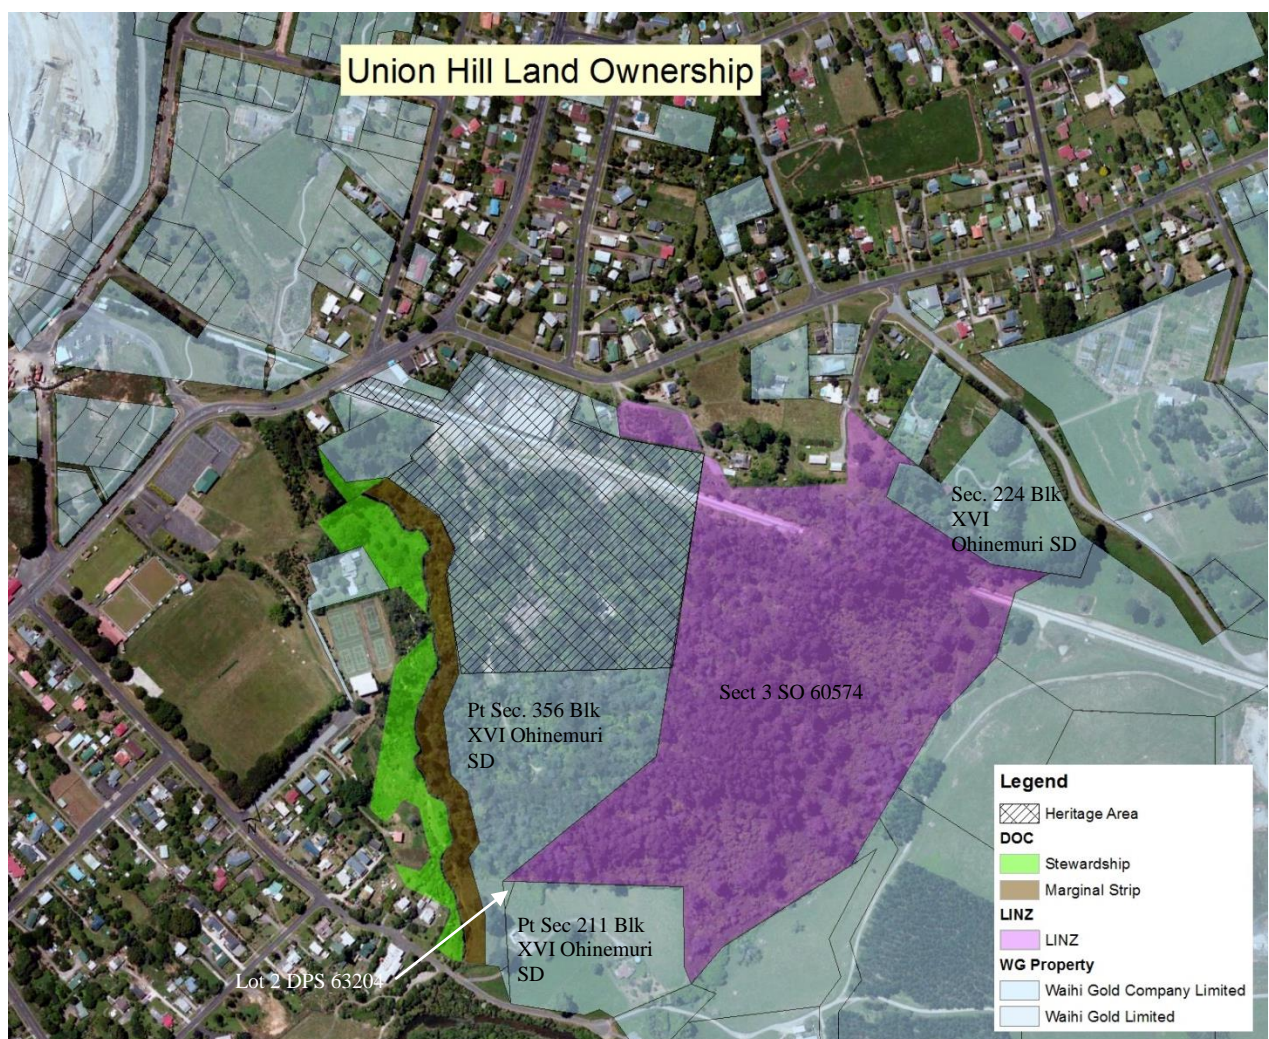 Union Hill Land Ownership
Sec. 224 Blk
XVI
Ohinemuri SD
Sect 3 SO 60574
Pt Sec. 356 Blk
XVI Ohinemuri
SD
Pt Sec 211 Blk
XVI Ohinemuri
SD
Lot 2 DPS 63204
Legend
Heritage Area
DOC
Stewardship
Marginal Strip
LINZ
LINZ
WG Property
Waihi Gold Company Limited
Waihi Gold Limited